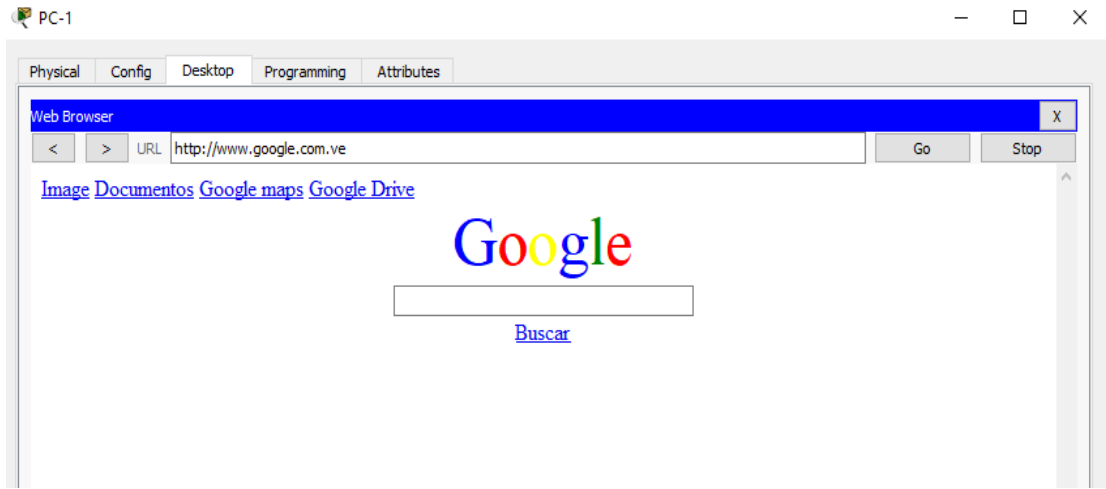 PC-1
Physical Config Desktop Programming Attributes
Web Browser X
< > URL http://www.google.com.ve Go Stop
Image Documentos Google maps Google Drive
Google
Buscar